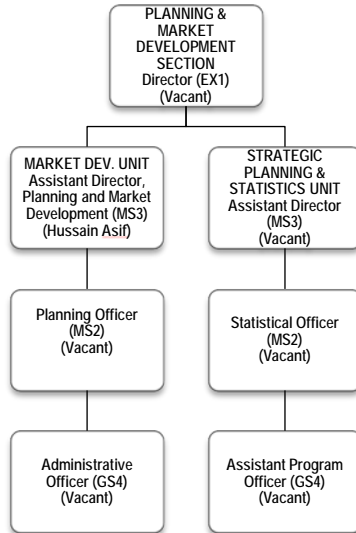 PLANNING &
MARKET
DEVELOPMENT
SECTION
Director (EX1)
(Vacant)
MARKET DEV. UNIT
Assistant Director,
Planning and Market
Development (MS3)
(Hussain Asif)
STRATEGIC
PLANNING &
STATISTICS UNIT
Assistant Director
(MS3)
(Vacant)
Planning Officer
(MS2)
(Vacant)
Statistical Officer
(MS2)
(Vacant)
Administrative
Officer (GS4)
(Vacant)
Assistant Program
Officer (GS4)
(Vacant)